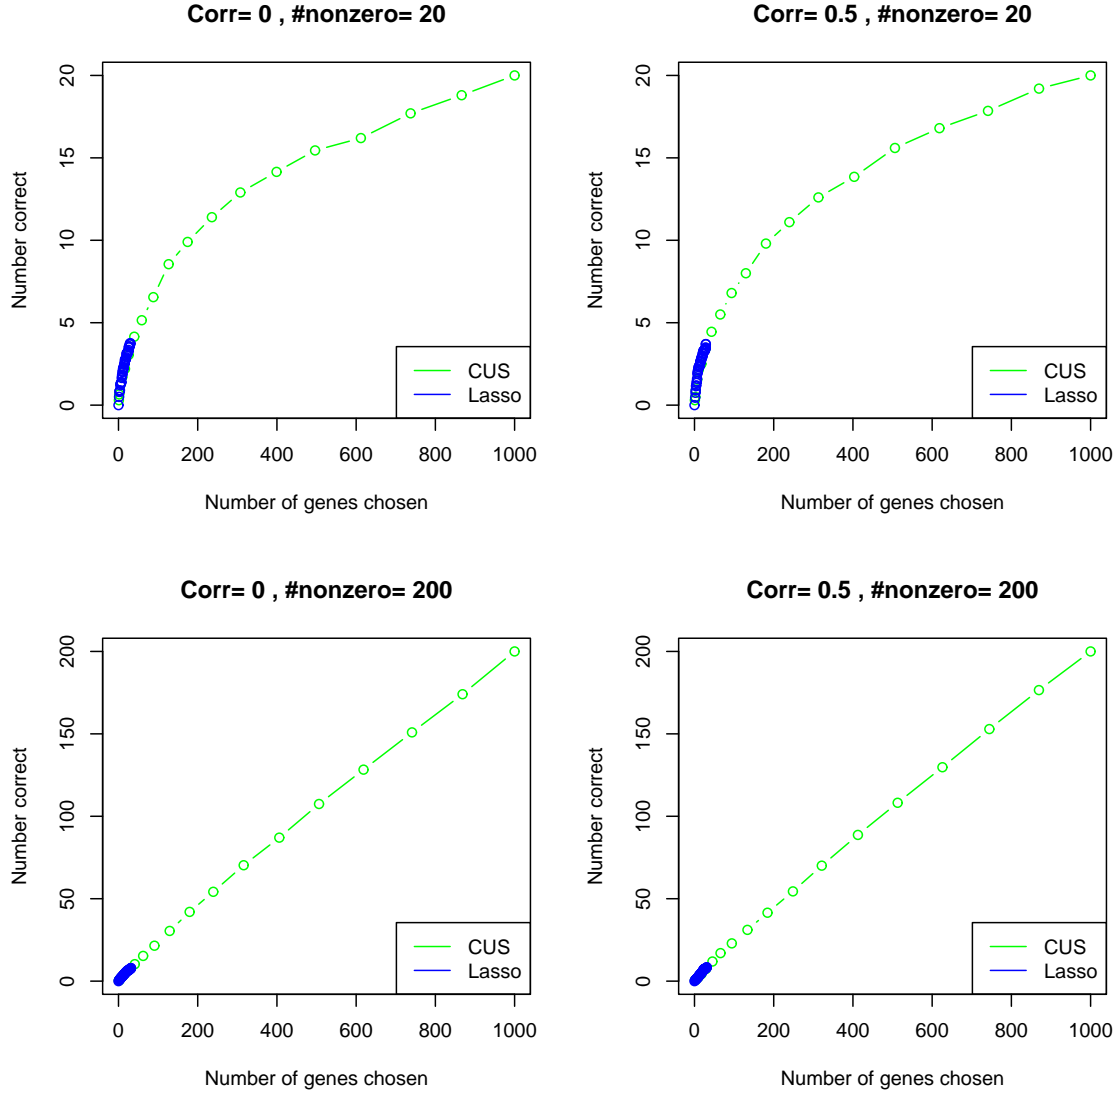 Corr= 0 , #nonzero= 20
Number correct
20
15
10
5
0
CUS
Lasso
0 200 400 600 800 1000
Number of genes chosen
Corr= 0.5 , #nonzero= 20
Number correct
20
15
10
5
0
CUS
Lasso
0 200 400 600 800 1000
Number of genes chosen
Corr= 0 , #nonzero= 200
Number correct
200
150
100
50
0
CUS
Lasso
0 200 400 600 800 1000
Number of genes chosen
Corr= 0.5 , #nonzero= 200
Number correct
200
150
100
50
0
CUS
Lasso
0 200 400 600 800 1000
Number of genes chosen